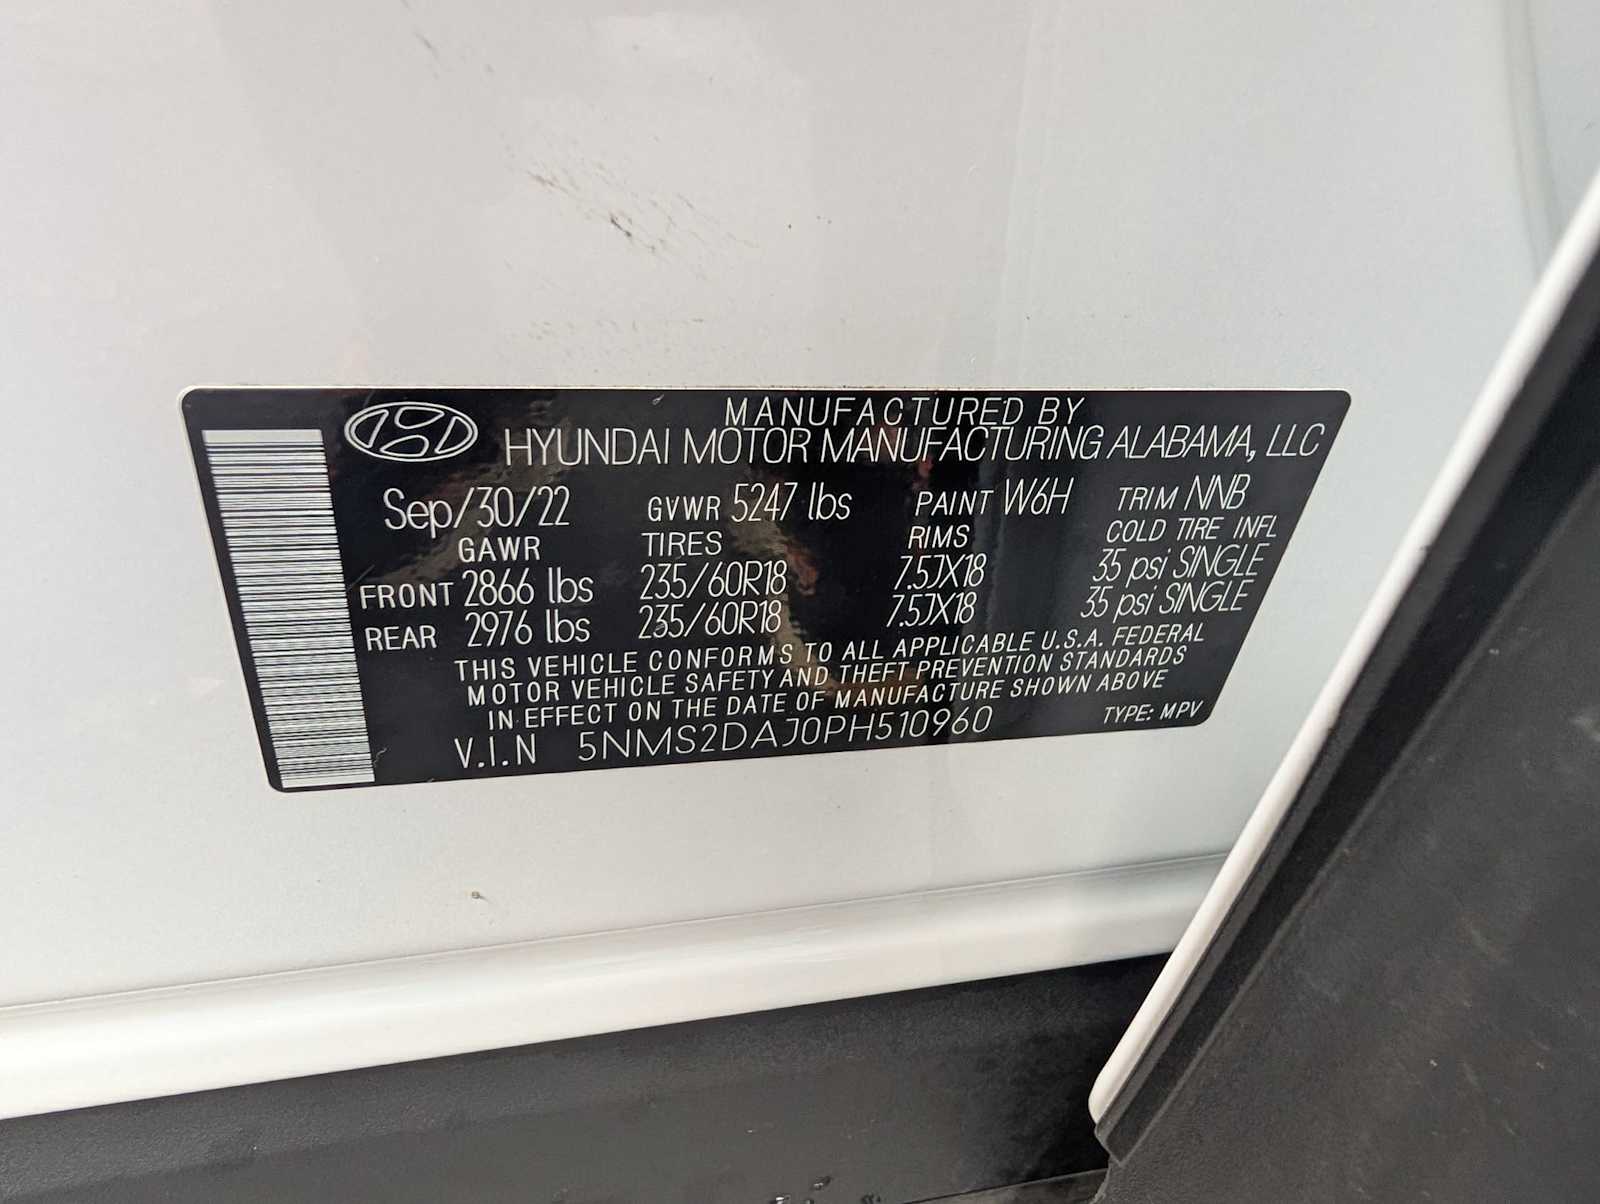 MANUFACTURED BY
HYUNDAI MOTOR MANUFACTURING ALABAMA, LLC
Sep/30/22 GVWR 5247 lbs PAINT W6H TRIM NNB
GAWR TIRES RIMS COLD TIRE INFL
FRONT 2866 lbs 235/60R18 7.5JX18 35 psi SINGLE
REAR 2976 lbs 235/60R18 7.5JX18 35 psi SINGLE
THIS VEHICLE CONFORMS TO ALL APPLICABLE U.S.A. FEDERAL
MOTOR VEHICLE SAFETY AND THEFT PREVENTION STANDARDS
IN EFFECT ON THE DATE OF MANUFACTURE SHOWN ABOVE
V.I.N 5NMS2DAJ0PH510960 TYPE: MPV